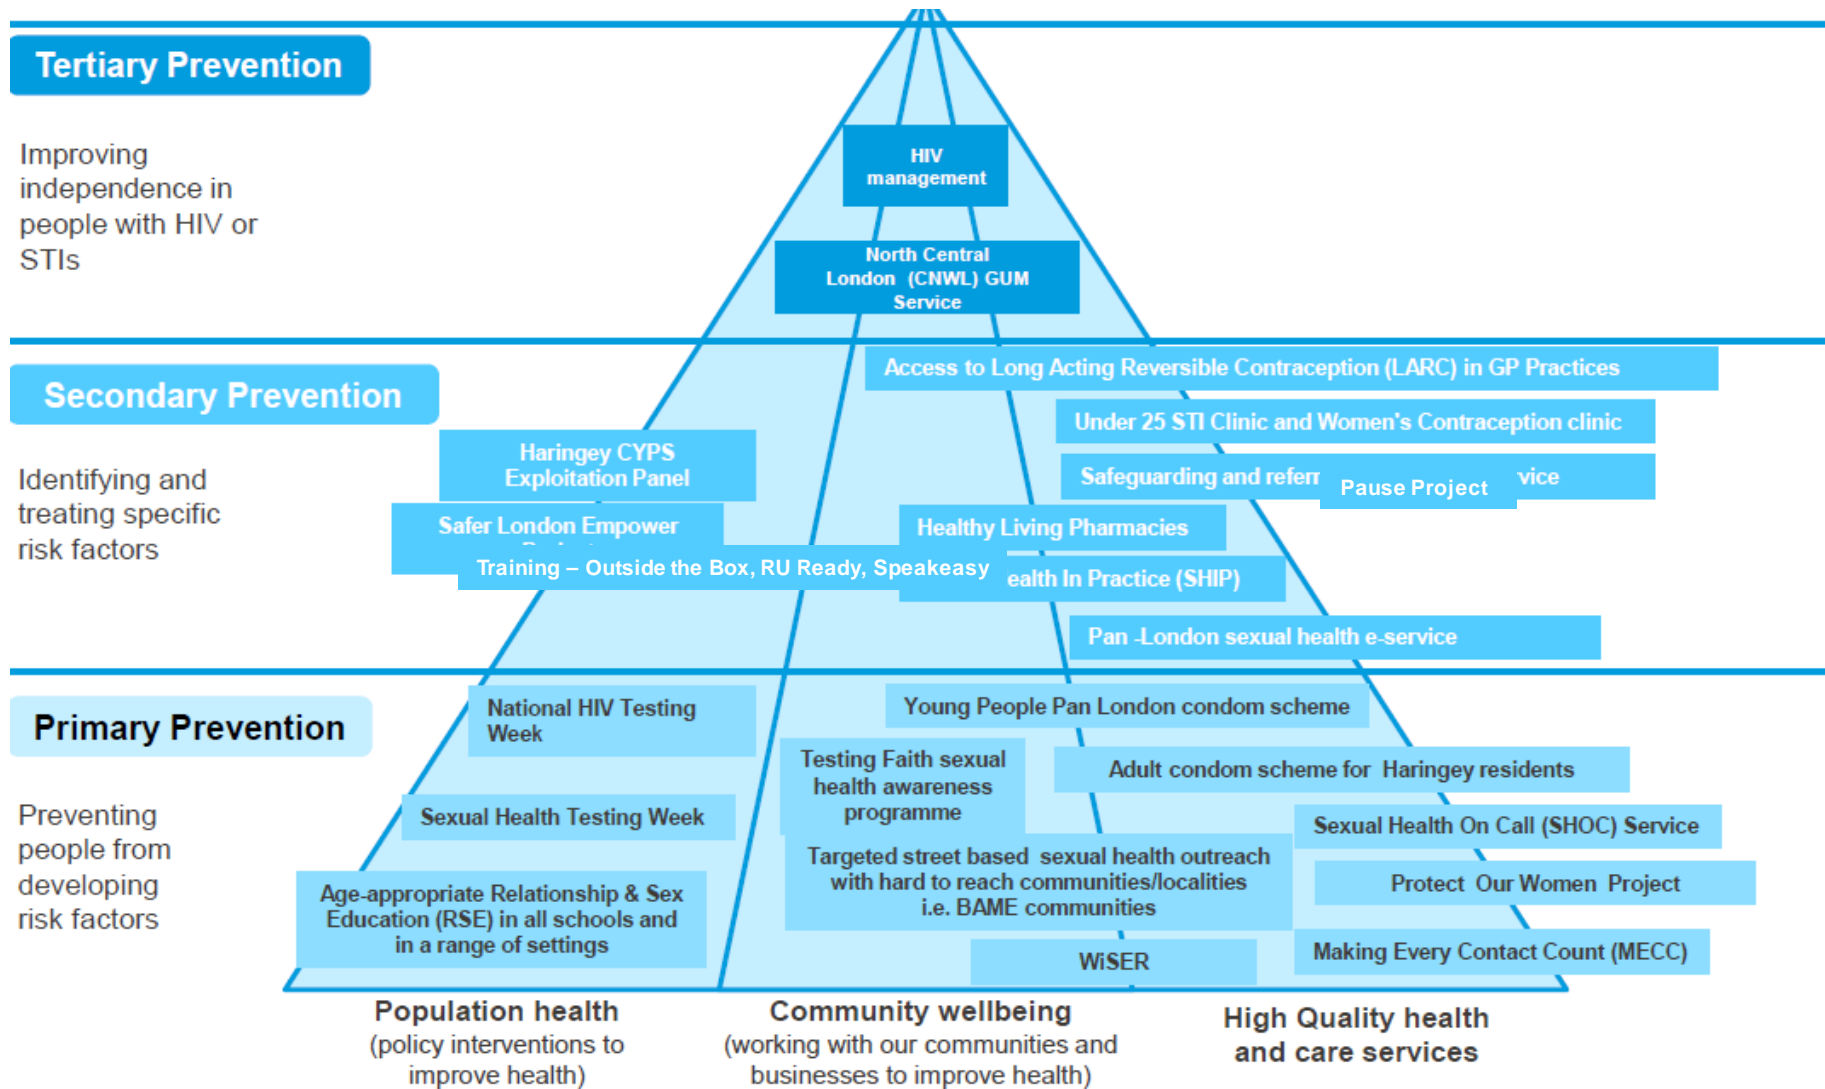 Tertiary Prevention
Improving
independence in
people with HIV or
STIs
HIV
management
North Central
London (CNWL) GUM
Service
Secondary Prevention
Identifying and
treating specific
risk factors
Access to Long Acting Reversible Contraception (LARC) in GP Practices
Under 25 STI Clinic and Women's Contraception clinic
Haringey CYPS
Exploitation Panel
Safeguarding and
Pause Project
Safer London Empower
Healthy Living Pharmacies
Training – Outside the Box, RU Ready, Speakeasy
In Practice (SHIP)
Pan -London sexual health e-service
Primary Prevention
Preventing
people from
developing
risk factors
National HIV Testing
Week
Young People Pan London condom scheme
Testing Faith sexual
health awareness
programme
Adult condom scheme for Haringey residents
Sexual Health Testing Week
Sexual Health On Call (SHOC) Service
Targeted street based sexual health outreach
with hard to reach communities/localities
i.e. BAME communities
Protect Our Women Project
Age-appropriate Relationship & Sex
Education (RSE) in all schools and
in a range of settings
WiSER
Making Every Contact Count (MECC)
Population health
(policy interventions to
improve health)
Community wellbeing
(working with our communities and
businesses to improve health)
High Quality health
and care services